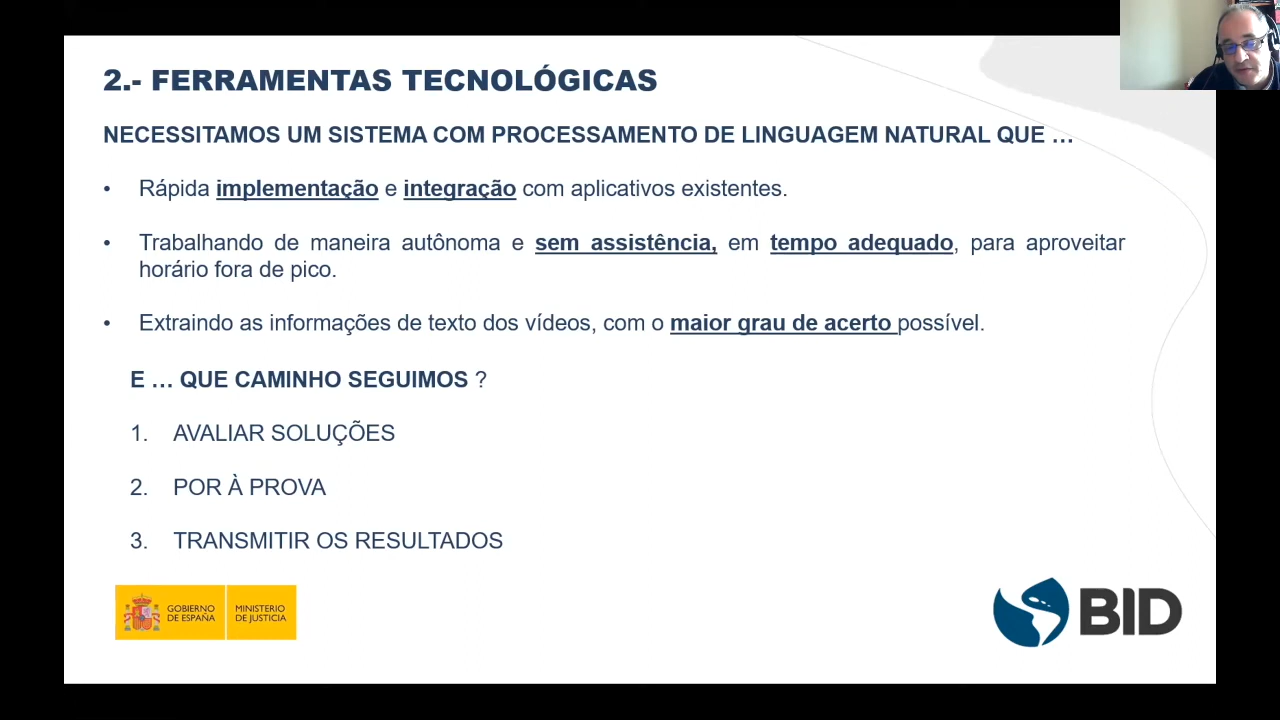 2.- FERRAMENTAS TECNOLÓGICAS
NECESSITAMOS UM SISTEMA COM PROCESSAMENTO DE LINGUAGEM NATURAL QUE …
• Rápida implementação e integração com aplicativos existentes.
• Trabalhando de maneira autônoma e sem assistência, em tempo adequado, para aproveitar
horário fora de pico.
• Extraindo as informações de texto dos vídeos, com o maior grau de acerto possível.
E … QUE CAMINHO SEGUIMOS ?
1. AVALIAR SOLUÇÕES
2. POR À PROVA
3. TRANSMITIR OS RESULTADOS
GOBIERNO
DE ESPAÑA
MINISTERIO
DE JUSTICIA
BID